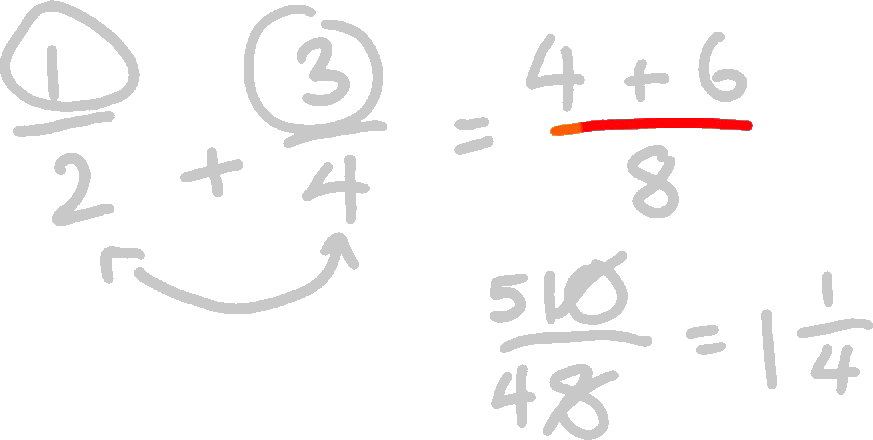 1/2 + 3/4 = (4 + 6)/8
5 10/4 8 = 1 1/4